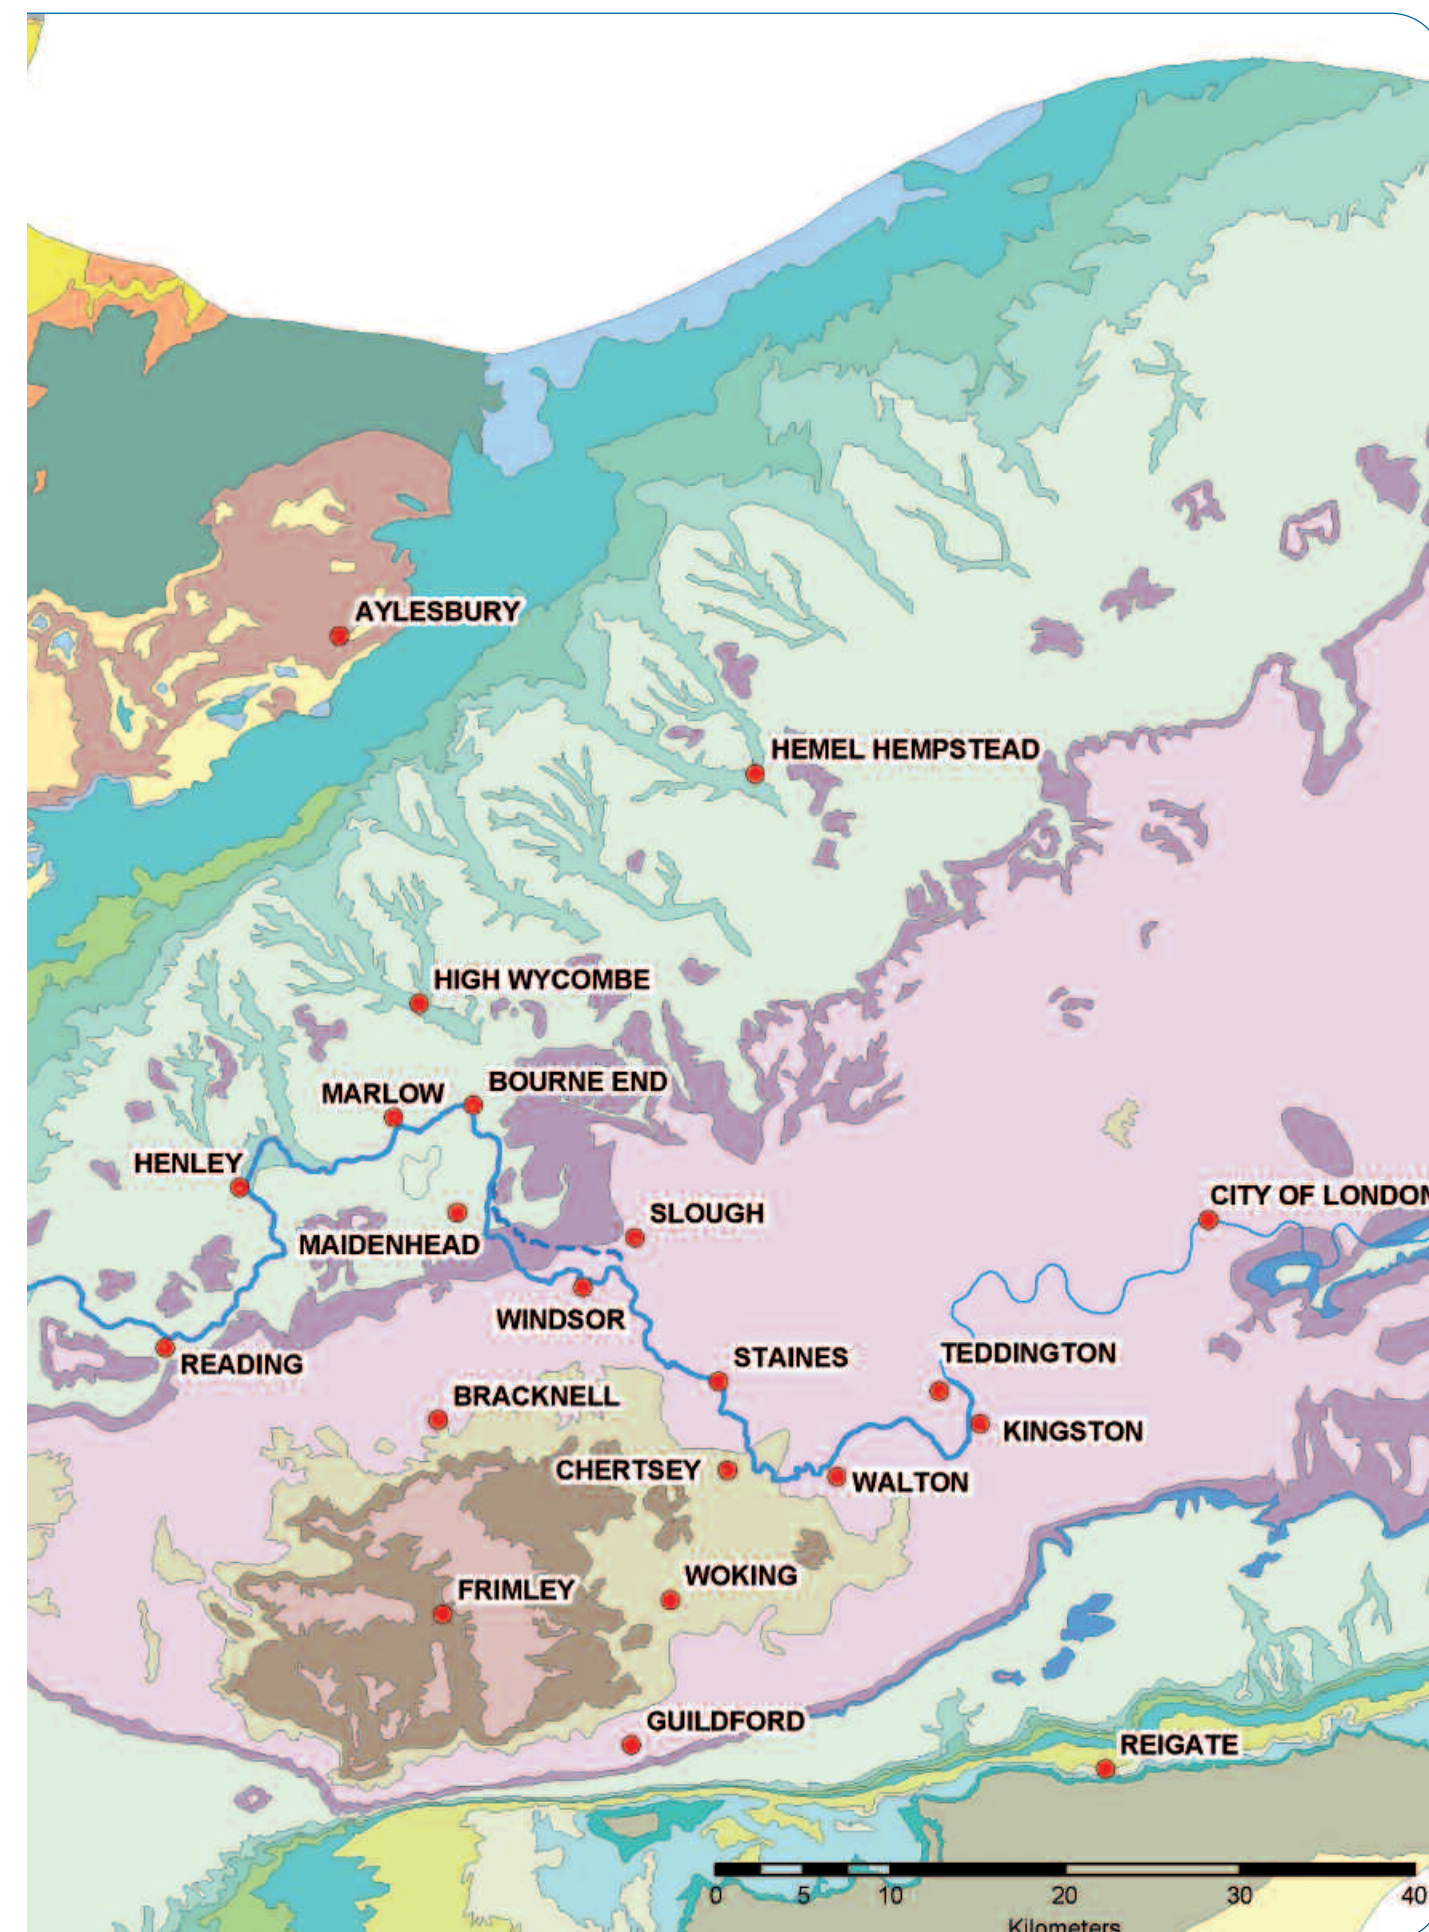 AYLESBURY
HEMEL HEMPSTEAD
HIGH WYCOMBE
BOURNE END
MARLOW
HENLEY
CITY OF LONDON
SLOUGH
MAIDENHEAD
WINDSOR
STAINES
TEDDINGTON
READING
BRACKNELL
KINGSTON
CHERTSEY
WALTON
WOKING
FRIMLEY
GUILDFORD
REIGATE
0 5 10 20 30 40
Kilometers